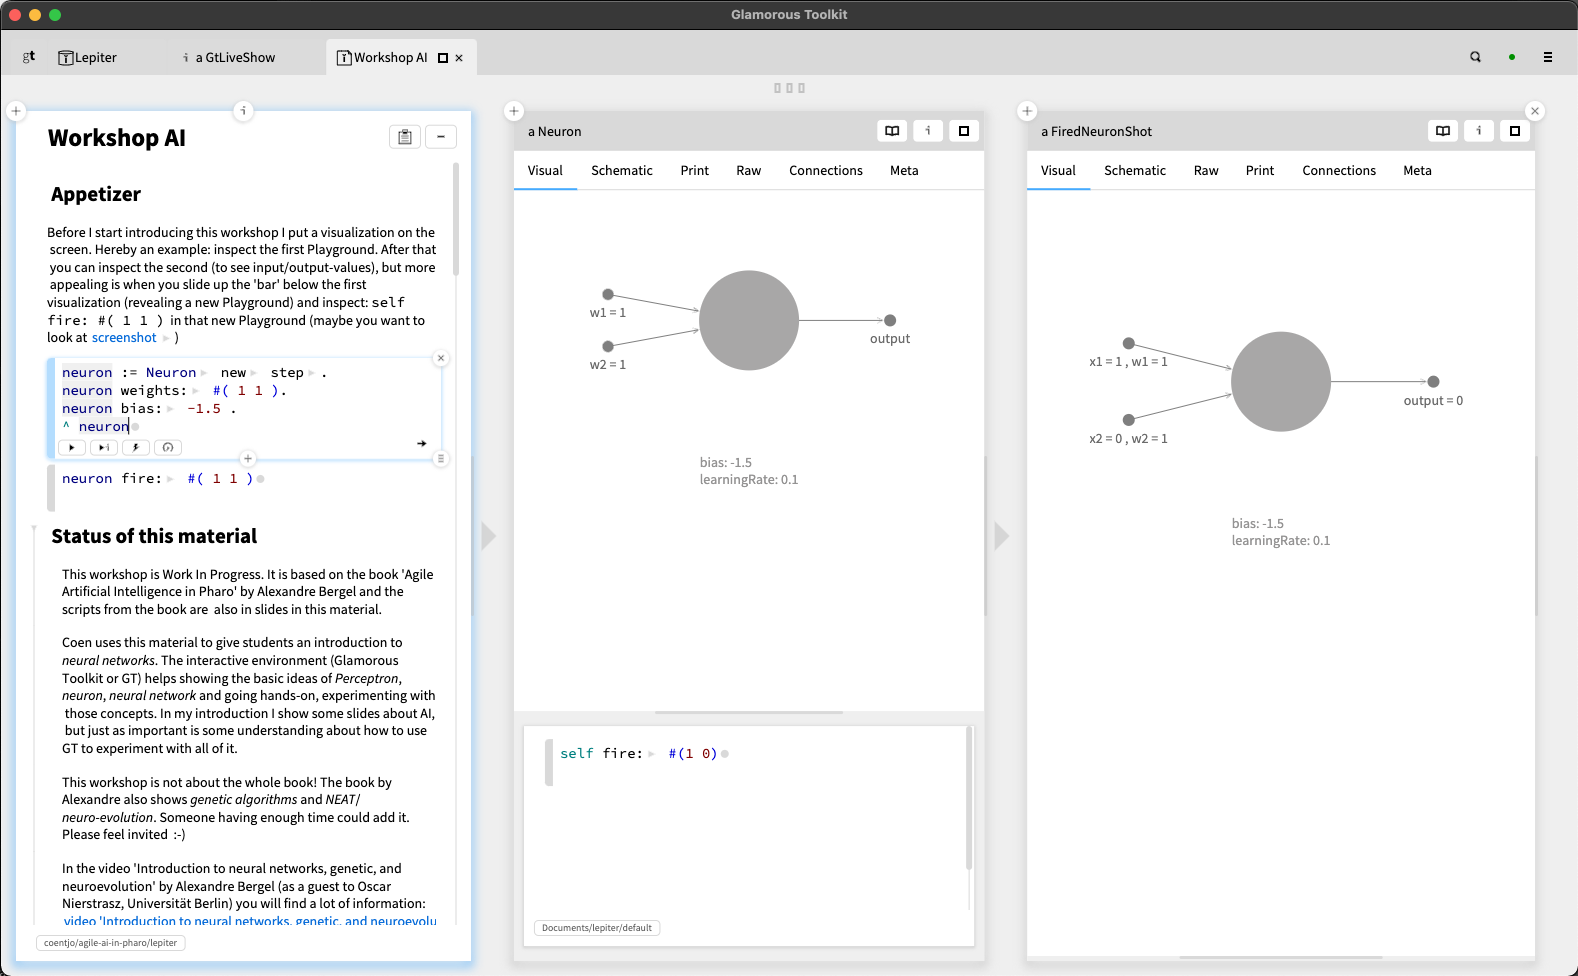 Glamorous Toolkit
gt
Lepiter
i a GtLiveShow
Workshop AI
Workshop AI
Appetizer
Before I start introducing this workshop I put a visualization on the
screen. Hereby an example: inspect the first Playground. After that
you can inspect the second (to see input/output-values), but more
appealing is when you slide up the 'bar' below the first
visualization (revealing a new Playground) and inspect: self
fire: #( 1 1 ) in that new Playground (maybe you want to
look at screenshot )
neuron := Neuron new step .
neuron weights: #( 1 1 ).
neuron bias: -1.5 .
^ neuron
neuron fire: #( 1 1 )
Status of this material
This workshop is Work In Progress. It is based on the book 'Agile
Artificial Intelligence in Pharo' by Alexandre Bergel and the
scripts from the book are also in slides in this material.
Coen uses this material to give students an introduction to
neural networks. The interactive environment (Glamorous
Toolkit or GT) helps showing the basic ideas of Perceptron,
neuron, neural network and going hands-on, experimenting with
those concepts. In my introduction I show some slides about AI,
but just as important is some understanding about how to use
GT to experiment with all of it.
This workshop is not about the whole book! The book by
Alexandre also shows genetic algorithms and NEAT/
neuro-evolution. Someone having enough time could add it.
Please feel invited :-)
In the video 'Introduction to neural networks, genetic, and
neuroevolution' by Alexandre Bergel (as a guest to Oscar
Nierstrasz, Universität Berlin) you will find a lot of information:
video 'Introduction to neural networks, genetic, and neuroevolu
coentjo/agile-ai-in-pharo/lepiter
a Neuron
Visual Schematic Print Raw Connections Meta
w1 = 1
w2 = 1
output
bias: -1.5
learningRate: 0.1
self fire: #(1 0)
Documents/lepiter/default
a FiredNeuronShot
Visual Schematic Raw Print Connections Meta
x1 = 1 , w1 = 1
x2 = 0 , w2 = 1
output = 0
bias: -1.5
learningRate: 0.1